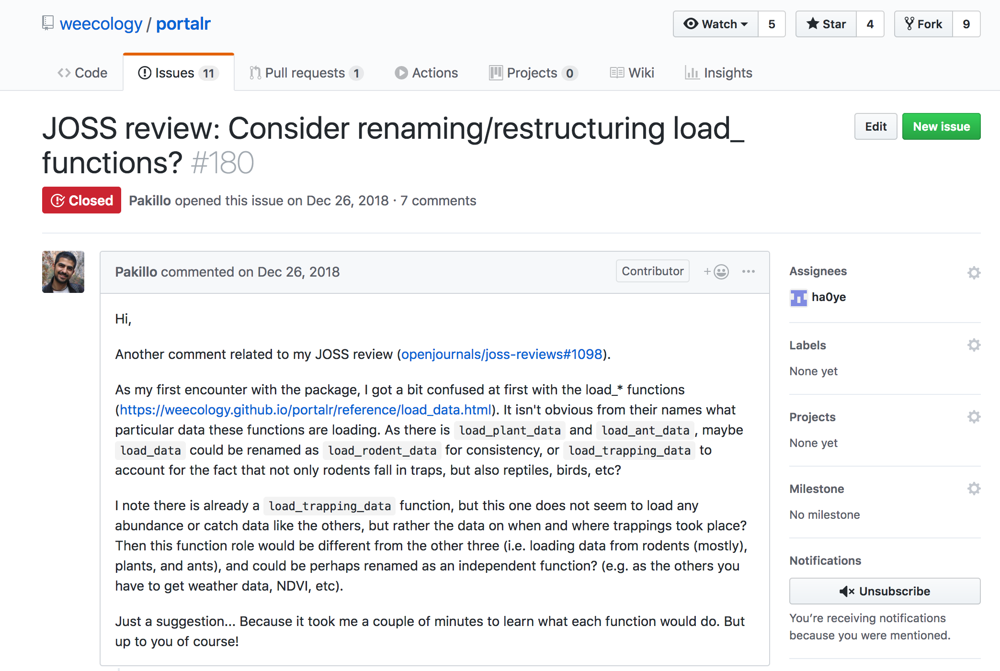 weecology / portalr
Watch 5
Star 4
Fork 9
Code
Issues 11
Pull requests 1
Actions
Projects 0
Wiki
Insights
JOSS review: Consider renaming/restructuring load_
functions? #180
Edit
New issue
Closed
Pakillo opened this issue on Dec 26, 2018 · 7 comments
Pakillo commented on Dec 26, 2018
Contributor
Hi,
Another comment related to my JOSS review (openjournals/joss-reviews#1098).
As my first encounter with the package, I got a bit confused at first with the load_* functions
(https://weecology.github.io/portalr/reference/load_data.html). It isn't obvious from their names what
particular data these functions are loading. As there is load_plant_data and load_ant_data , maybe
load_data could be renamed as load_rodent_data for consistency, or load_trapping_data to
account for the fact that not only rodents fall in traps, but also reptiles, birds, etc?
I note there is already a load_trapping_data function, but this one does not seem to load any
abundance or catch data like the others, but rather the data on when and where trappings took place?
Then this function role would be different from the other three (i.e. loading data from rodents (mostly),
plants, and ants), and could be perhaps renamed as an independent function? (e.g. as the others you
have to get weather data, NDVI, etc).
Just a suggestion... Because it took me a couple of minutes to learn what each function would do. But
up to you of course!
Assignees
ha0ye
Labels
None yet
Projects
None yet
Milestone
No milestone
Notifications
Unsubscribe
You’re receiving notifications
because you were mentioned.